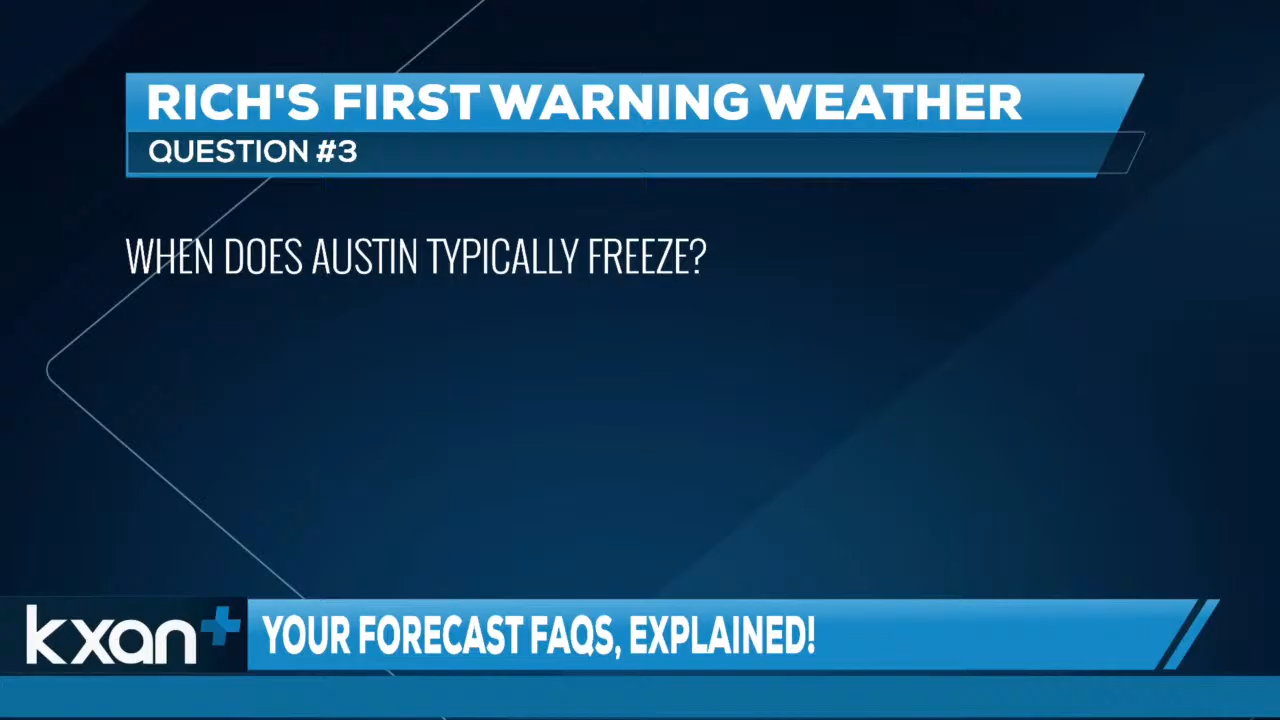 RICH'S FIRST WARNING WEATHER
QUESTION #3
WHEN DOES AUSTIN TYPICALLY FREEZE?
kxan+
YOUR FORECAST FAQS, EXPLAINED!